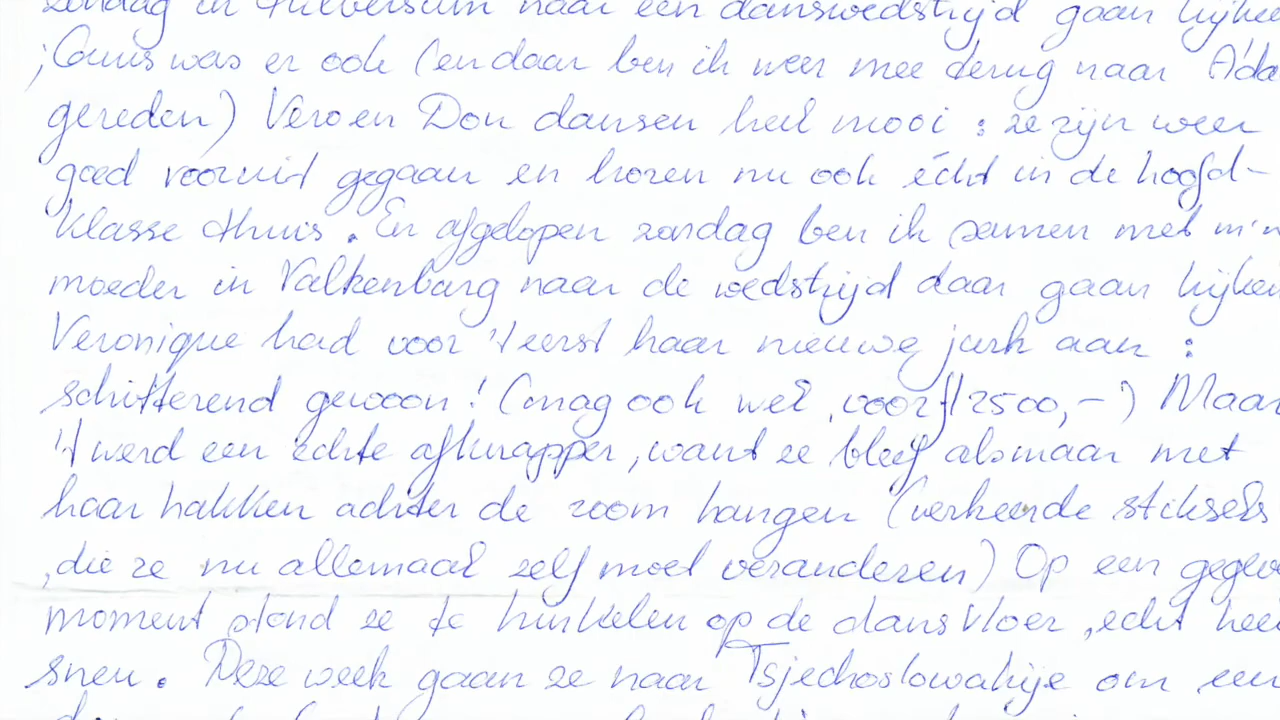 zondag in Hilversum naar een danswedstrijd gaan kijken
; Couis was er ook (en daar ben ik weer mee terug naar A'da
gereden) Vero en Don dansen heel mooi : ze zijn weer
goed vooruit gegaan en horen nu ook écht in de hoofd-
klasse thuis. En afgelopen zondag ben ik samen met m'n
moeder in Valkenburg naar de wedstrijd daar gaan kijken
Veronique had voor 't eerst haar nieuwe jurk aan :
schitterend gewoon! (mag ook wel, voor ƒ 2500,-) Maar
't werd een echte afknapper, want ze bleef alsmaar met
haar hakken achter de zoom hangen (verkeerde stiksels
, die ze nu allemaal zelf moet veranderen) Op een gegeve
moment stond ze te hinkelen op de dansvloer, echt heel
sneu. Deze week gaan ze naar Tsjechoslowakije om een